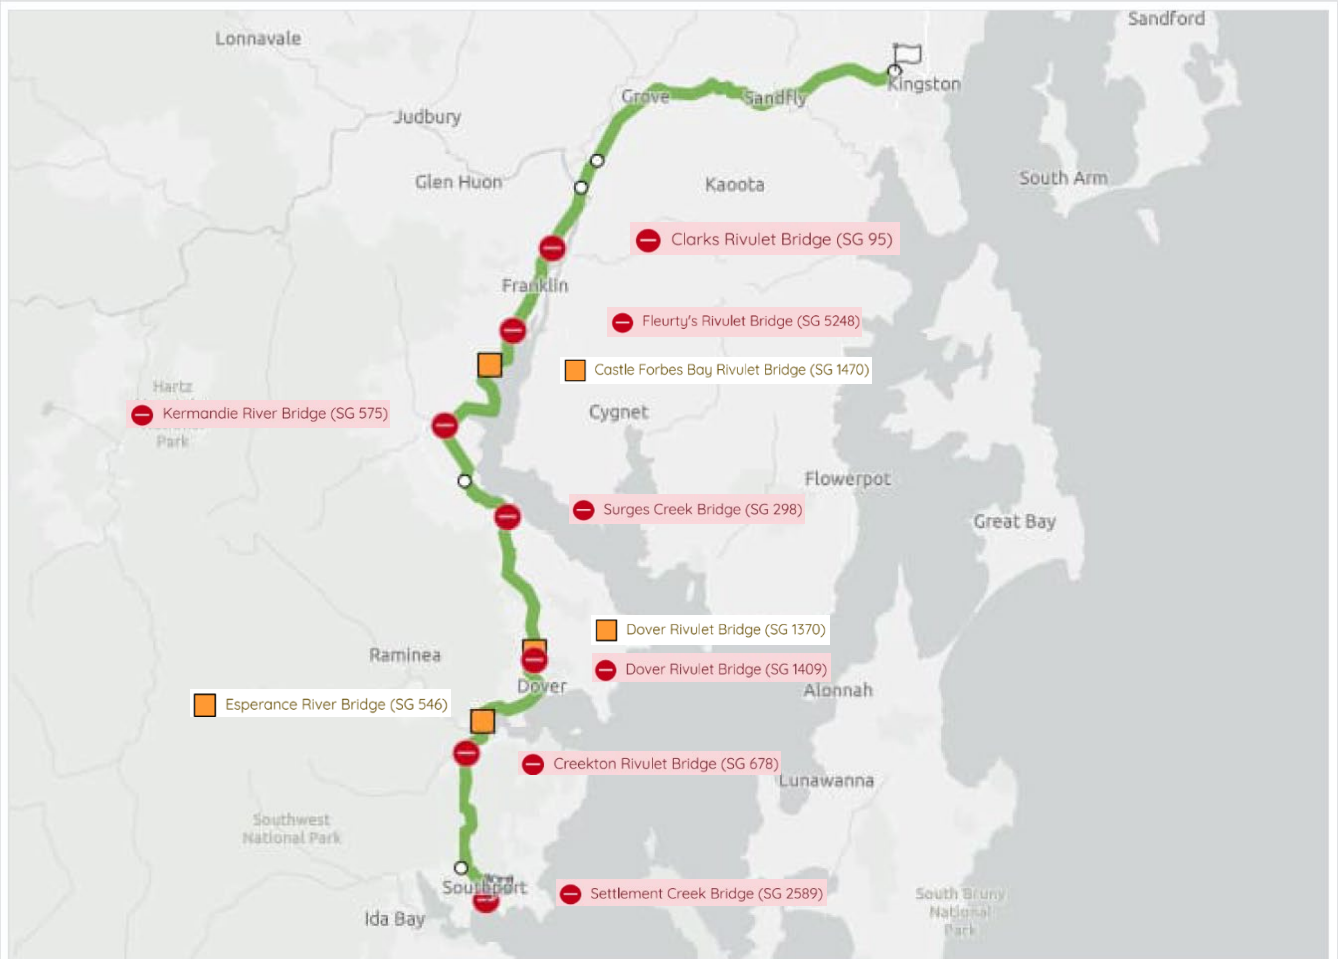 Sandford
Lonnavale
Kingston
Grove
Sandfly
Judbury
South Arm
Glen Huon
Kaoota
Clarks Rivulet Bridge (SG 95)
Franklin
Fleurty's Rivulet Bridge (SG 5248)
Castle Forbes Bay Rivulet Bridge (SG 1470)
Hartz
Kermandie River Bridge (SG 575)
Park
Cygnet
Flowerpot
Surges Creek Bridge (SG 298)
Great Bay
Dover Rivulet Bridge (SG 1370)
Raminea
Dover Rivulet Bridge (SG 1409)
Dover
Alonnah
Esperance River Bridge (SG 546)
Creekton Rivulet Bridge (SG 678)
Lunawanna
Southwest
National Park
Southport
Settlement Creek Bridge (SG 2589)
South Bruny
National
Park
Ida Bay